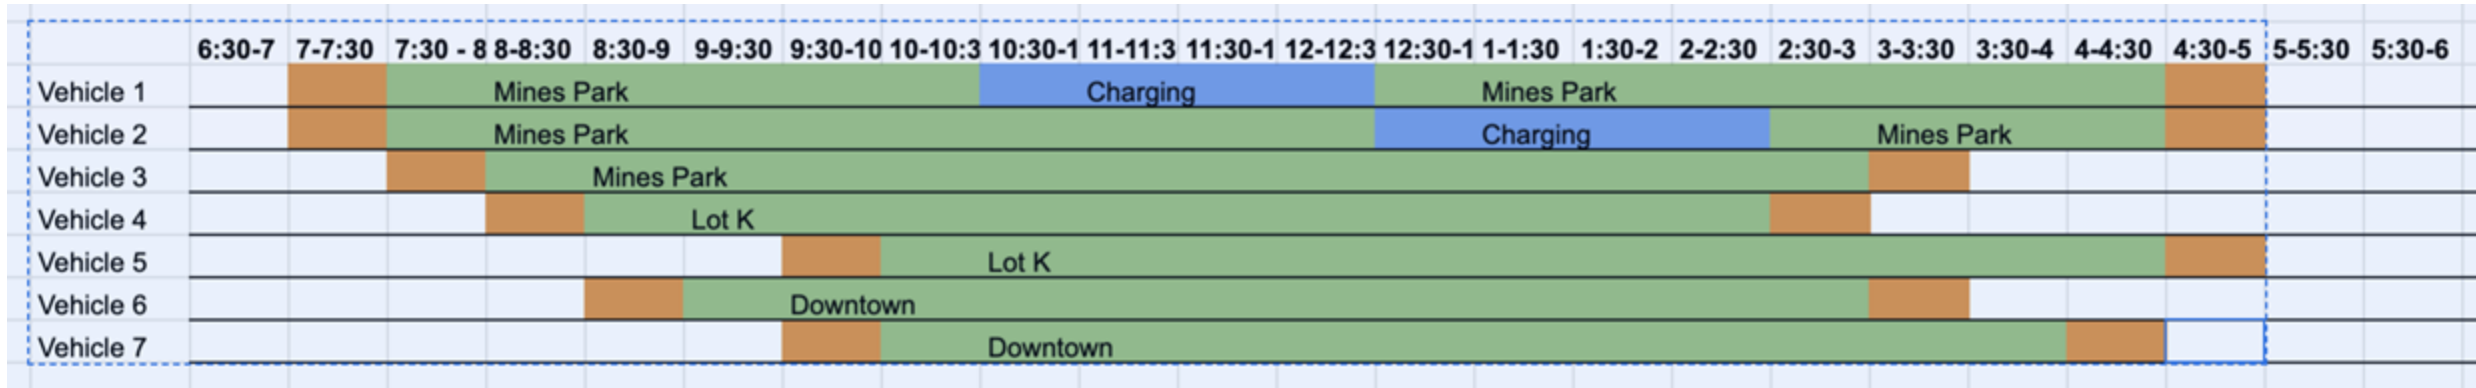 6:30-7 7-7:30 7:30 - 8 8-8:30 8:30-9 9-9:30 9:30-10 10-10:3 10:30-1 11-11:3 11:30-1 12-12:3 12:30-1 1-1:30 1:30-2 2-2:30 2:30-3 3-3:30 3:30-4 4-4:30 4:30-5 5-5:30 5:30-6
Vehicle 1 Mines Park Charging Mines Park
Vehicle 2 Mines Park Charging Mines Park
Vehicle 3 Mines Park
Vehicle 4 Lot K
Vehicle 5 Lot K
Vehicle 6 Downtown
Vehicle 7 Downtown